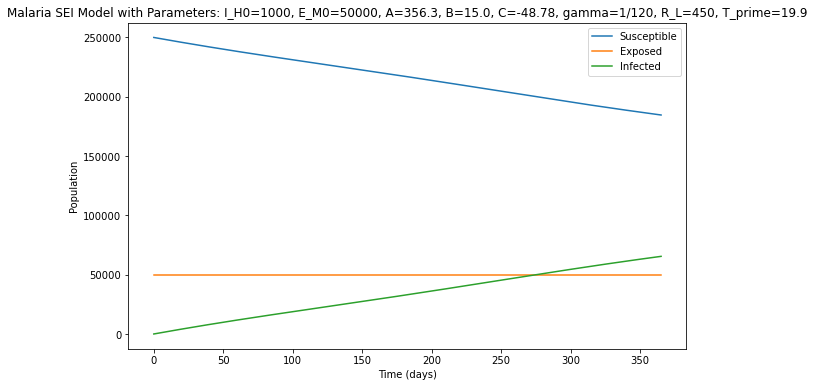 Malaria SEI Model with Parameters: I_H0=1000, E_M0=50000, A=356.3, B=15.0, C=-48.78, gamma=1/120, R_L=450, T_prime=19.9
Susceptible
Exposed
Infected
250000
200000
150000
100000
50000
0
Population
0 50 100 150 200 250 300 350
Time (days)